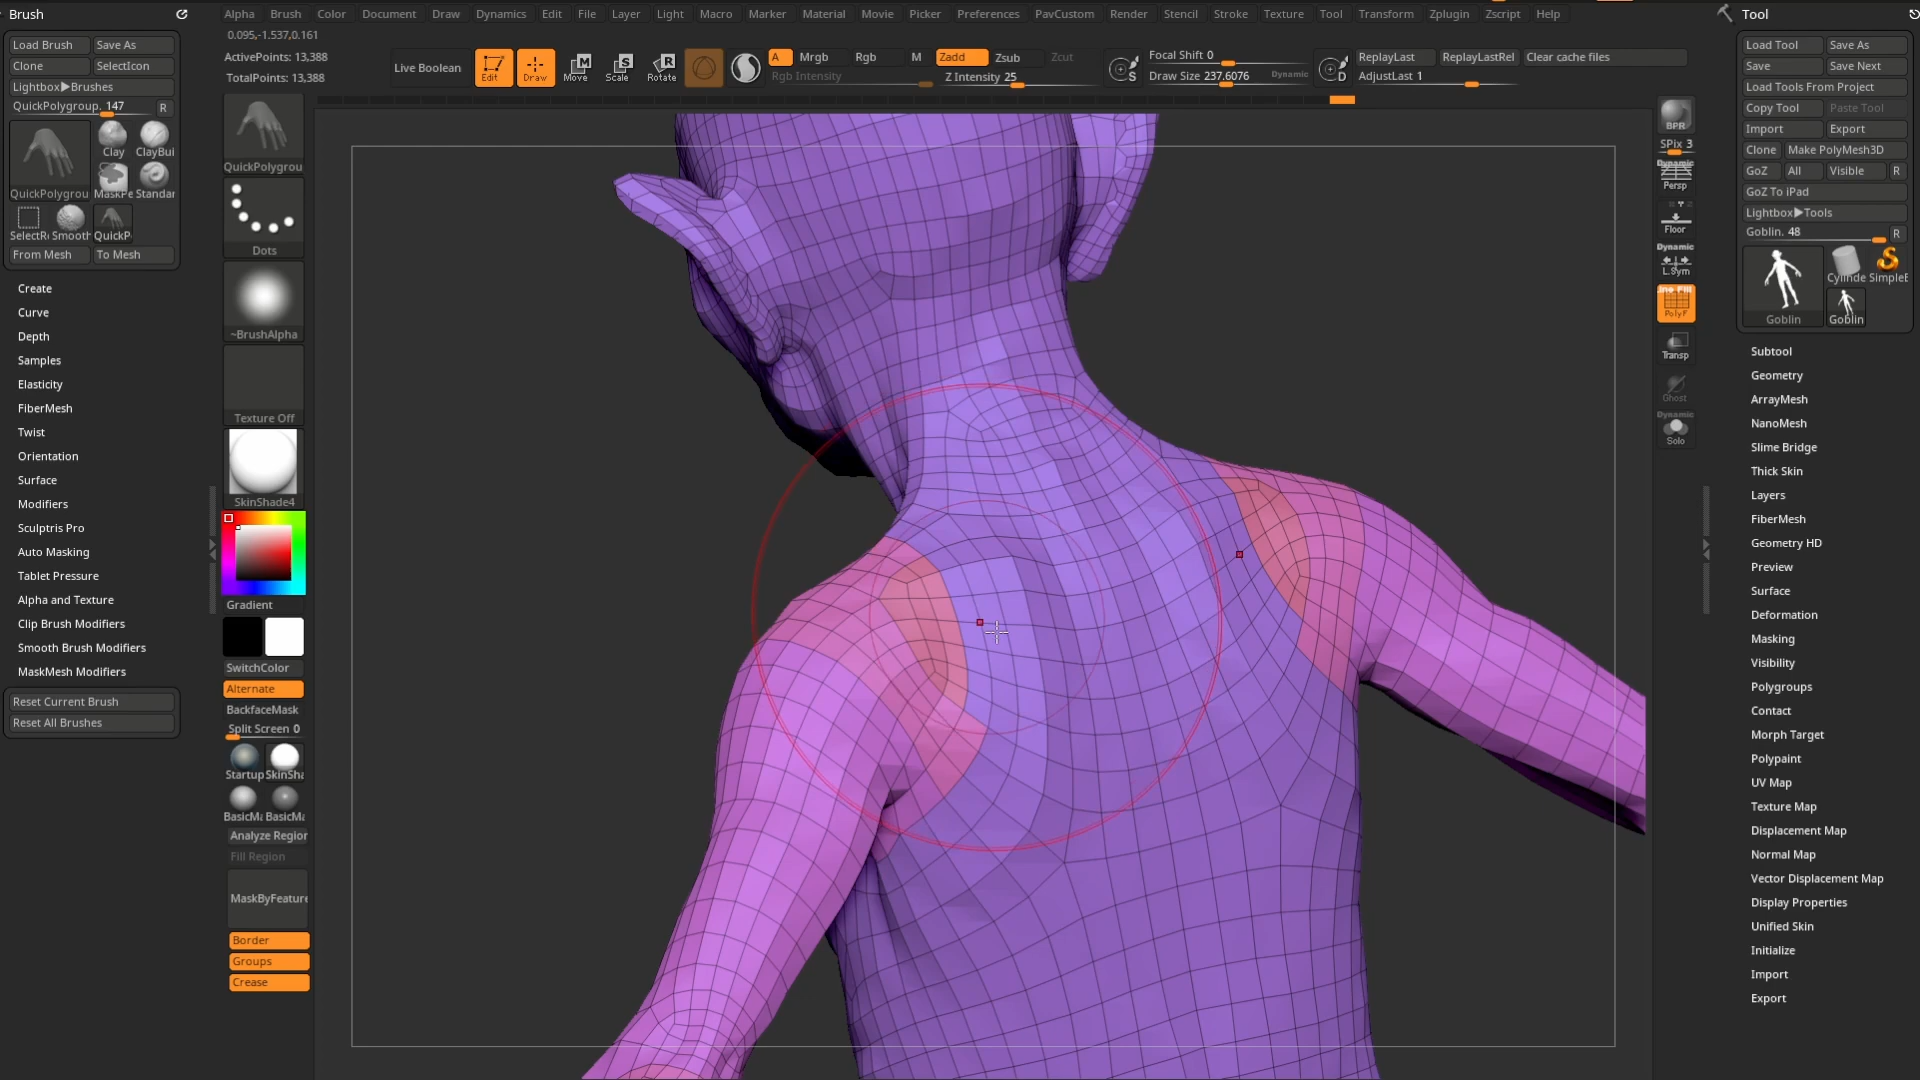 Brush
Alpha Brush Color Document Draw Dynamics Edit File Layer Light Macro Marker Material Movie Picker Preferences PavCustom Render Stencil Stroke Texture Tool Transform Zplugin Zscript Help
Tool
0.095,-1.537,0.161
Load Brush Save As
Clone SelectIcon
Lightbox▶Brushes
QuickPolygroup. 147 R
Clay ClayBui
QuickPolygrou MaskPe Standar
SelectRe Smooth QuickP
From Mesh To Mesh
Create
Curve
Depth
Samples
Elasticity
FiberMesh
Twist
Orientation
Surface
Modifiers
Sculptris Pro
Auto Masking
Tablet Pressure
Alpha and Texture
Clip Brush Modifiers
Smooth Brush Modifiers
MaskMesh Modifiers
Reset Current Brush
Reset All Brushes
ActivePoints: 13,388
TotalPoints: 13,388
Live Boolean
Edit Draw Move Scale Rotate
A Mrgb Rgb M
Rgb Intensity
Zadd Zsub Zcut
Z Intensity 25
S
Focal Shift 0
Draw Size 237.6076 Dynamic
D
ReplayLast ReplayLastRel Clear cache files
AdjustLast 1
QuickPolygrou
Dots
~BrushAlpha
Texture Off
SkinShade4
Gradient
SwitchColor
Alternate
BackfaceMask
Split Screen 0
Startup SkinSha
BasicMa BasicMa
Analyze Region
Fill Region
MaskByFeature
Border
Groups
Crease
BPR
SPix 3
Dynamic
Persp
Floor
Dynamic
L.Sym
Line Fill
PolyF
Transp
Ghost
Dynamic
Solo
Load Tool Save As
Save Save Next
Load Tools From Project
Copy Tool Paste Tool
Import Export
Clone Make PolyMesh3D
GoZ All Visible R
GoZ To iPad
Lightbox▶Tools
Goblin. 48 R
Cylinde SimpleB
Goblin Goblin
Subtool
Geometry
ArrayMesh
NanoMesh
Slime Bridge
Thick Skin
Layers
FiberMesh
Geometry HD
Preview
Surface
Deformation
Masking
Visibility
Polygroups
Contact
Morph Target
Polypaint
UV Map
Texture Map
Displacement Map
Normal Map
Vector Displacement Map
Display Properties
Unified Skin
Initialize
Import
Export